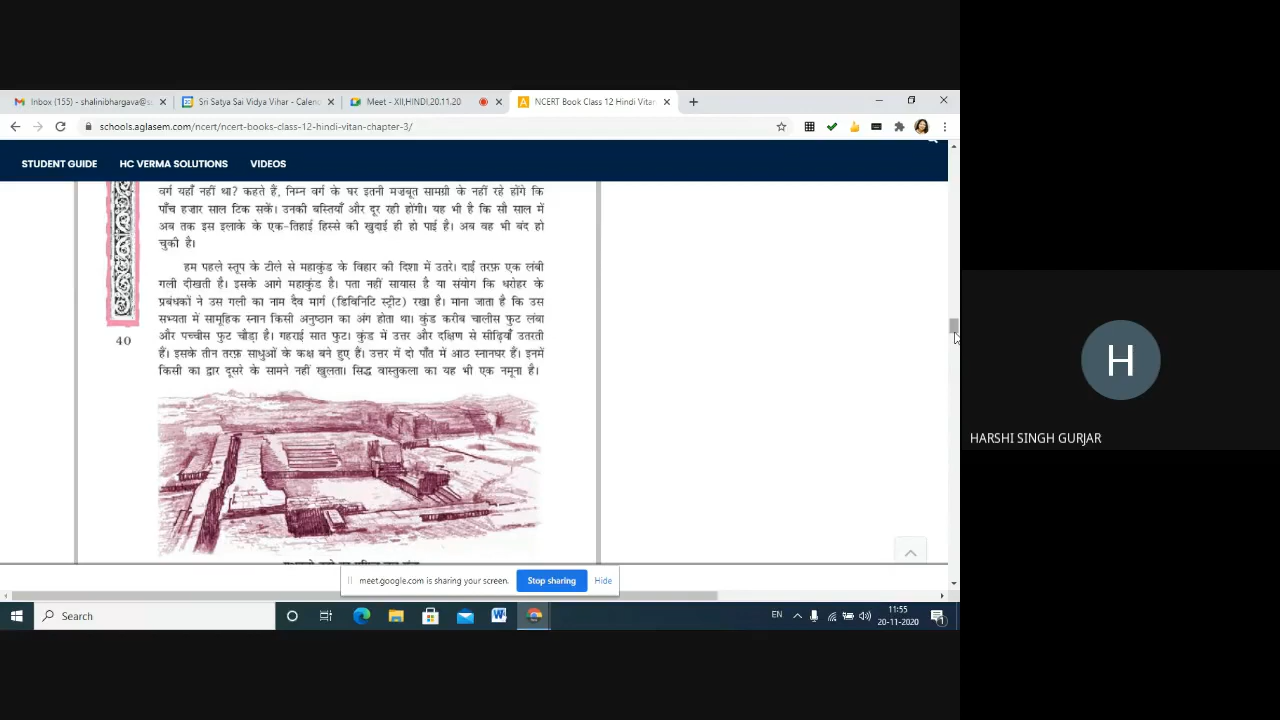 Inbox (155) - shalinibhargava@s
Sri Satya Sai Vidya Vihar - Calen
Meet - XII,HINDI,20.11.20
NCERT Book Class 12 Hindi Vitan
schools.aglasem.com/ncert/ncert-books-class-12-hindi-vitan-chapter-3/
STUDENT GUIDE HC VERMA SOLUTIONS VIDEOS
वर्ग यहाँ नहीं था? कहते हैं, निम्न वर्ग के घर इतनी मज़बूत सामग्री के नहीं रहे होंगे कि
पाँच हज़ार साल टिक सकें। उनकी बस्तियाँ और दूर रही होंगी। यह भी है कि सौ साल में
अब तक इस इलाके के एक-तिहाई हिस्से की खुदाई ही हो पाई है। अब वह भी बंद हो
चुकी है।
हम पहले स्तूप के टीले से महाकुंड के विहार की दिशा में उतरे। दाईं तरफ़ एक लंबी
गली दीखती है। इसके आगे महाकुंड है। पता नहीं सायास है या संयोग कि धरोहर के
प्रबंधकों ने उस गली का नाम दैव मार्ग (डिविनिटि स्ट्रीट) रखा है। माना जाता है कि उस
सभ्यता में सामूहिक स्नान किसी अनुष्ठान का अंग होता था। कुंड करीब चालीस फुट लंबा
और पच्चीस फुट चौड़ा है। गहराई सात फुट। कुंड में उत्तर और दक्षिण से सीढ़ियाँ उतरती
हैं। इसके तीन तरफ़ साधुओं के कक्ष बने हुए हैं। उत्तर में दो पाँत में आठ स्नानघर हैं। इनमें
किसी का द्वार दूसरे के सामने नहीं खुलता। सिद्ध वास्तुकला का यह भी एक नमूना है।
40
meet.google.com is sharing your screen. Stop sharing Hide
Search
EN
11:55
20-11-2020
1
H
HARSHI SINGH GURJAR